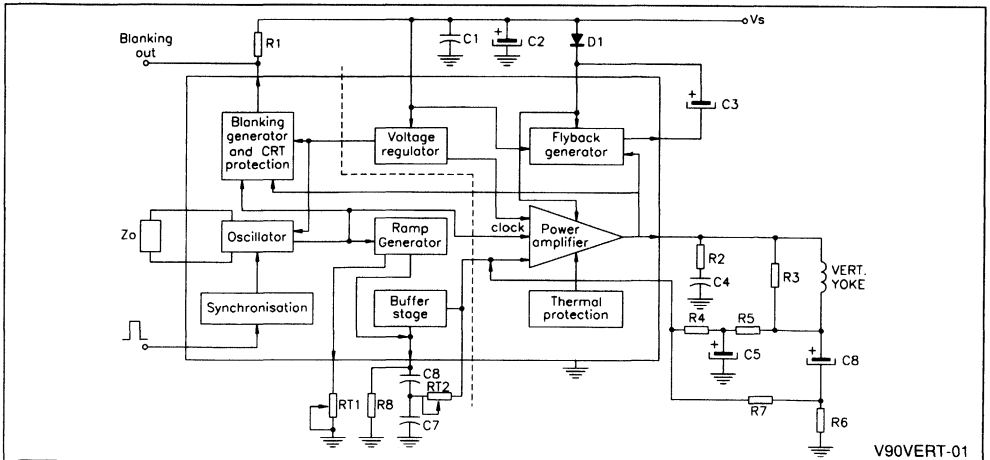 Vs
Blanking
out
R1
C1
C2
D1
C3
Blanking
generator
and CRT
protection
Voltage
regulator
Flyback
generator
Zo
Oscillator
Ramp
Generator
clock
Power
amplifier
R2
C4
R3
VERT.
YOKE
Synchronisation
Buffer
stage
Thermal
protection
R4
R5
C5
C8
RT1
R8
C8
RT2
C7
R7
R6
V90VERT-01